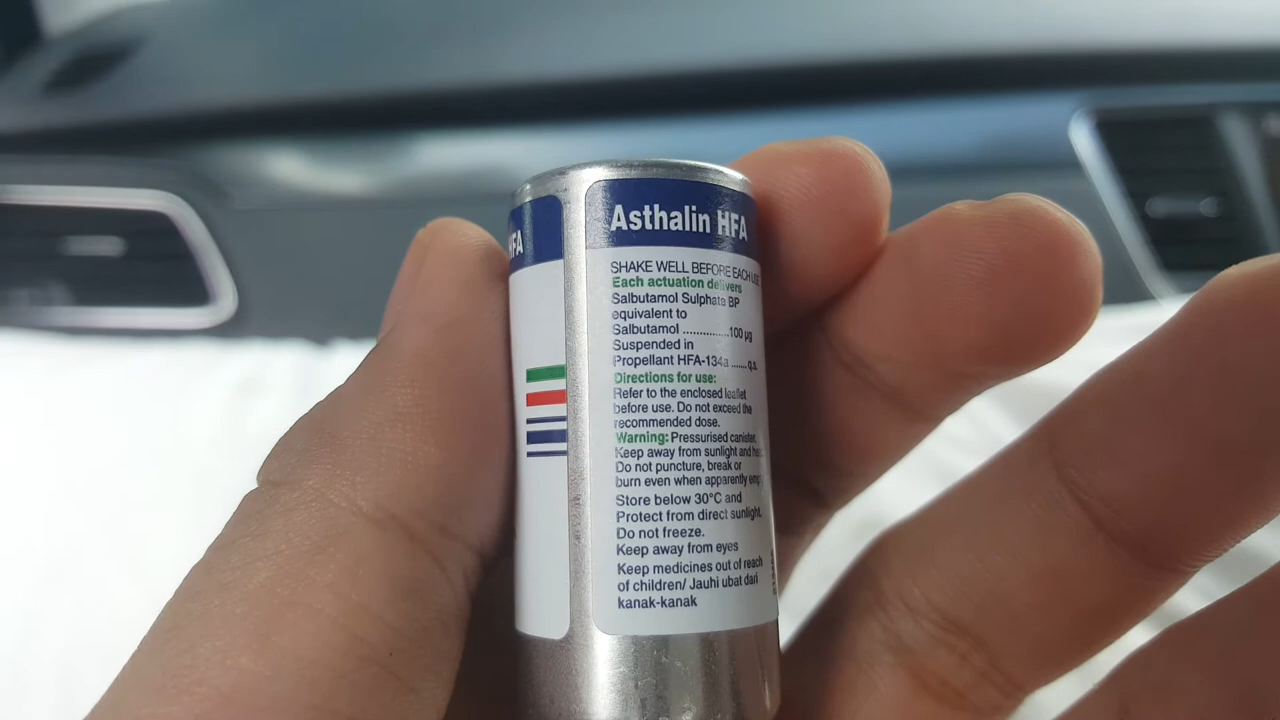 HFA
Asthalin HFA
SHAKE WELL BEFORE EACH USE
Each actuation delivers
Salbutamol Sulphate BP
equivalent to
Salbutamol ...............100 µg
Suspended in
Propellant HFA-134a ...... q.s.
Directions for use:
Refer to the enclosed leaflet
before use. Do not exceed the
recommended dose.
Warning: Pressurised canister,
Keep away from sunlight and
Do not puncture, break or
burn even when apparently
Store below 30°C and
Protect from direct sunlight.
Do not freeze.
Keep away from eyes
Keep medicines out of reach
of children/ Jauhi ubat dari
kanak-kanak